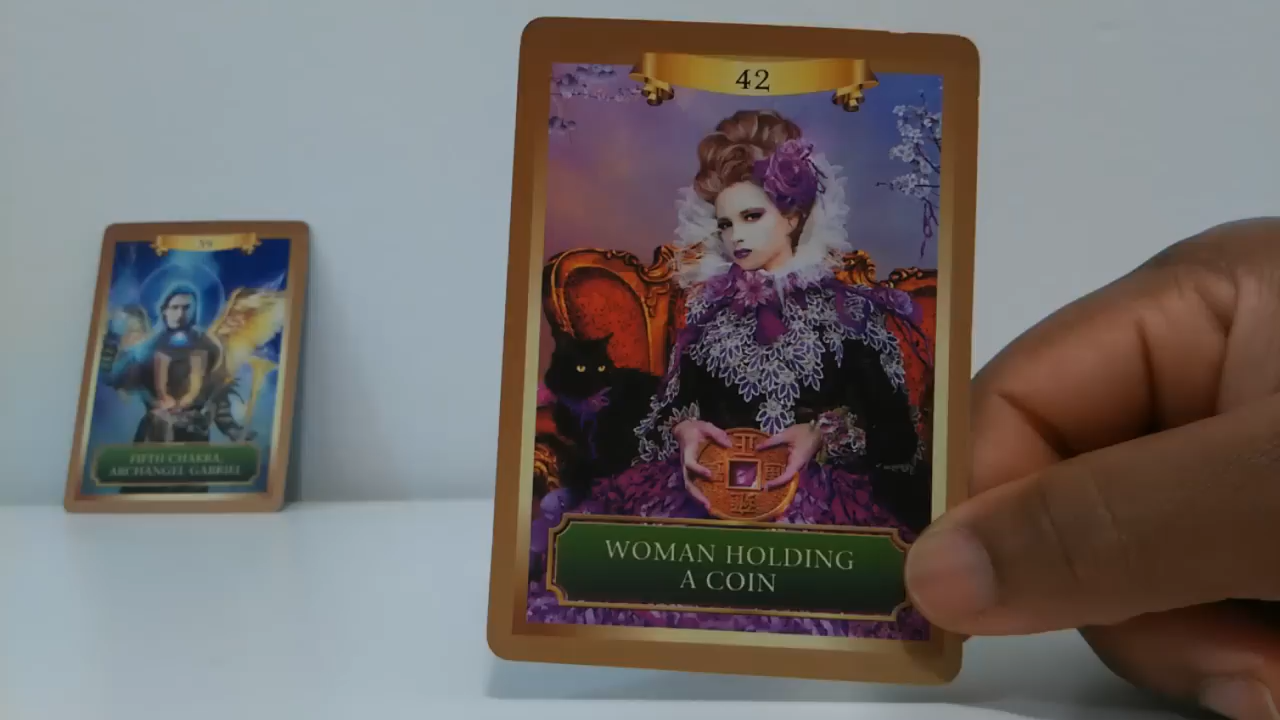 42
WOMAN HOLDING
A COIN
FIFTH CHAKRA,
ARCHANGEL GABRIEL